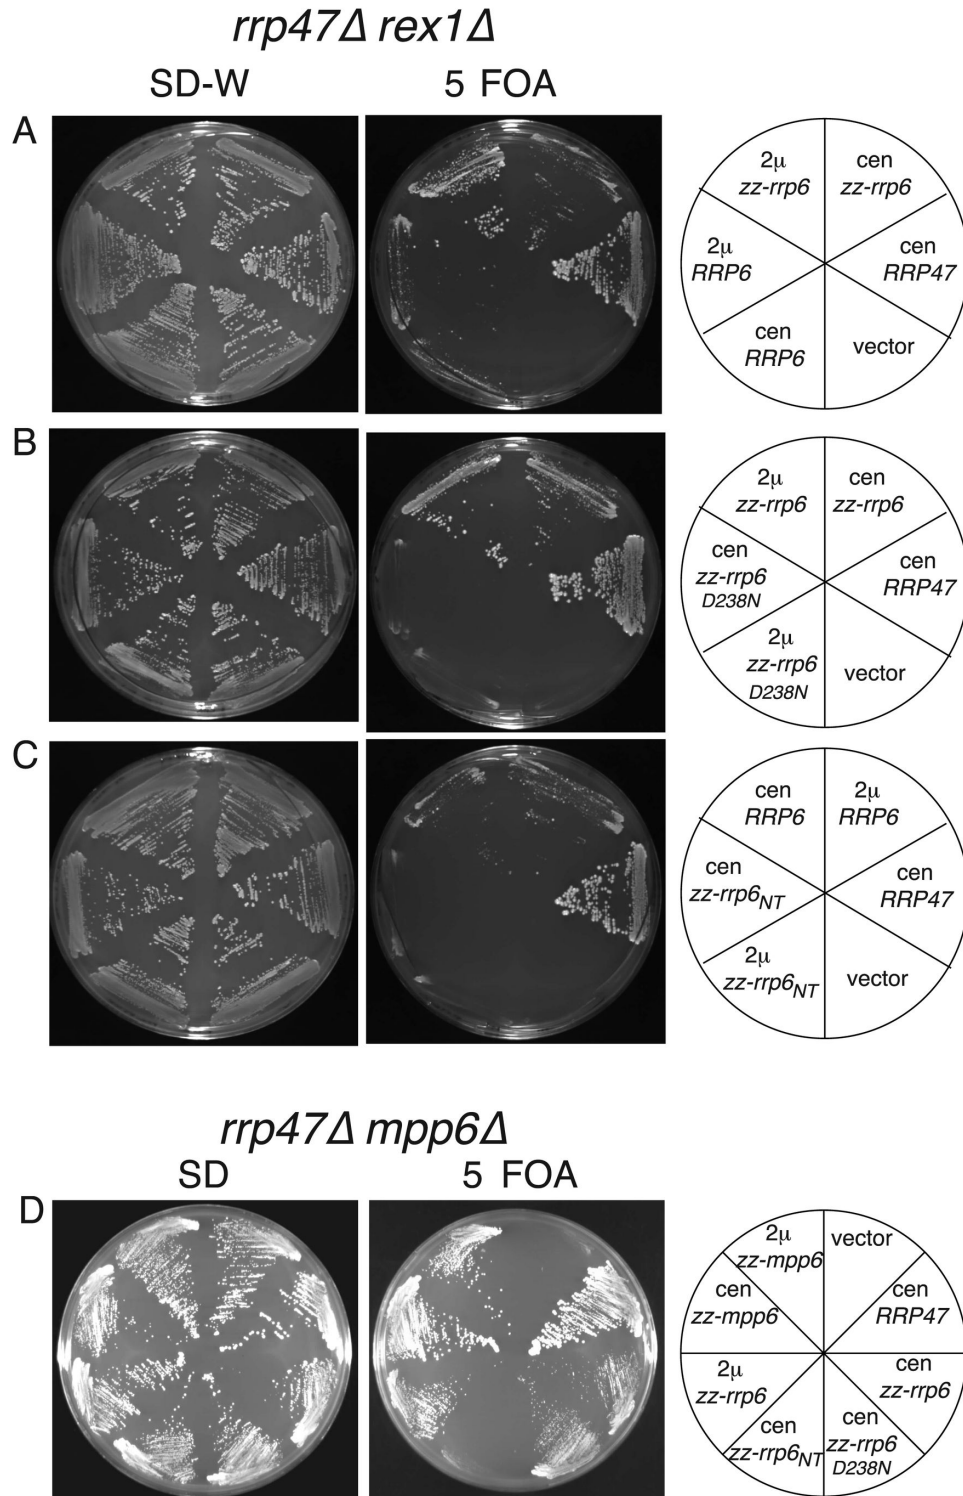 rrp47Δ rex1Δ
SD-W
5 FOA
A
2μ
zz-rrp6
cen
zz-rrp6
2μ
RRP6
cen
RRP47
cen
RRP6
vector
B
2μ
zz-rrp6
cen
zz-rrp6
cen
zz-rrp6
D238N
cen
RRP47
2μ
zz-rrp6
D238N
vector
C
cen
RRP6
2μ
RRP6
cen
zz-rrp6NT
cen
RRP47
2μ
zz-rrp6NT
vector
rrp47Δ mpp6Δ
SD
5 FOA
D
2μ
zz-mpp6
vector
cen
zz-mpp6
cen
RRP47
2μ
zz-rrp6
cen
zz-rrp6
cen
zz-rrp6NT
cen
zz-rrp6
D238N